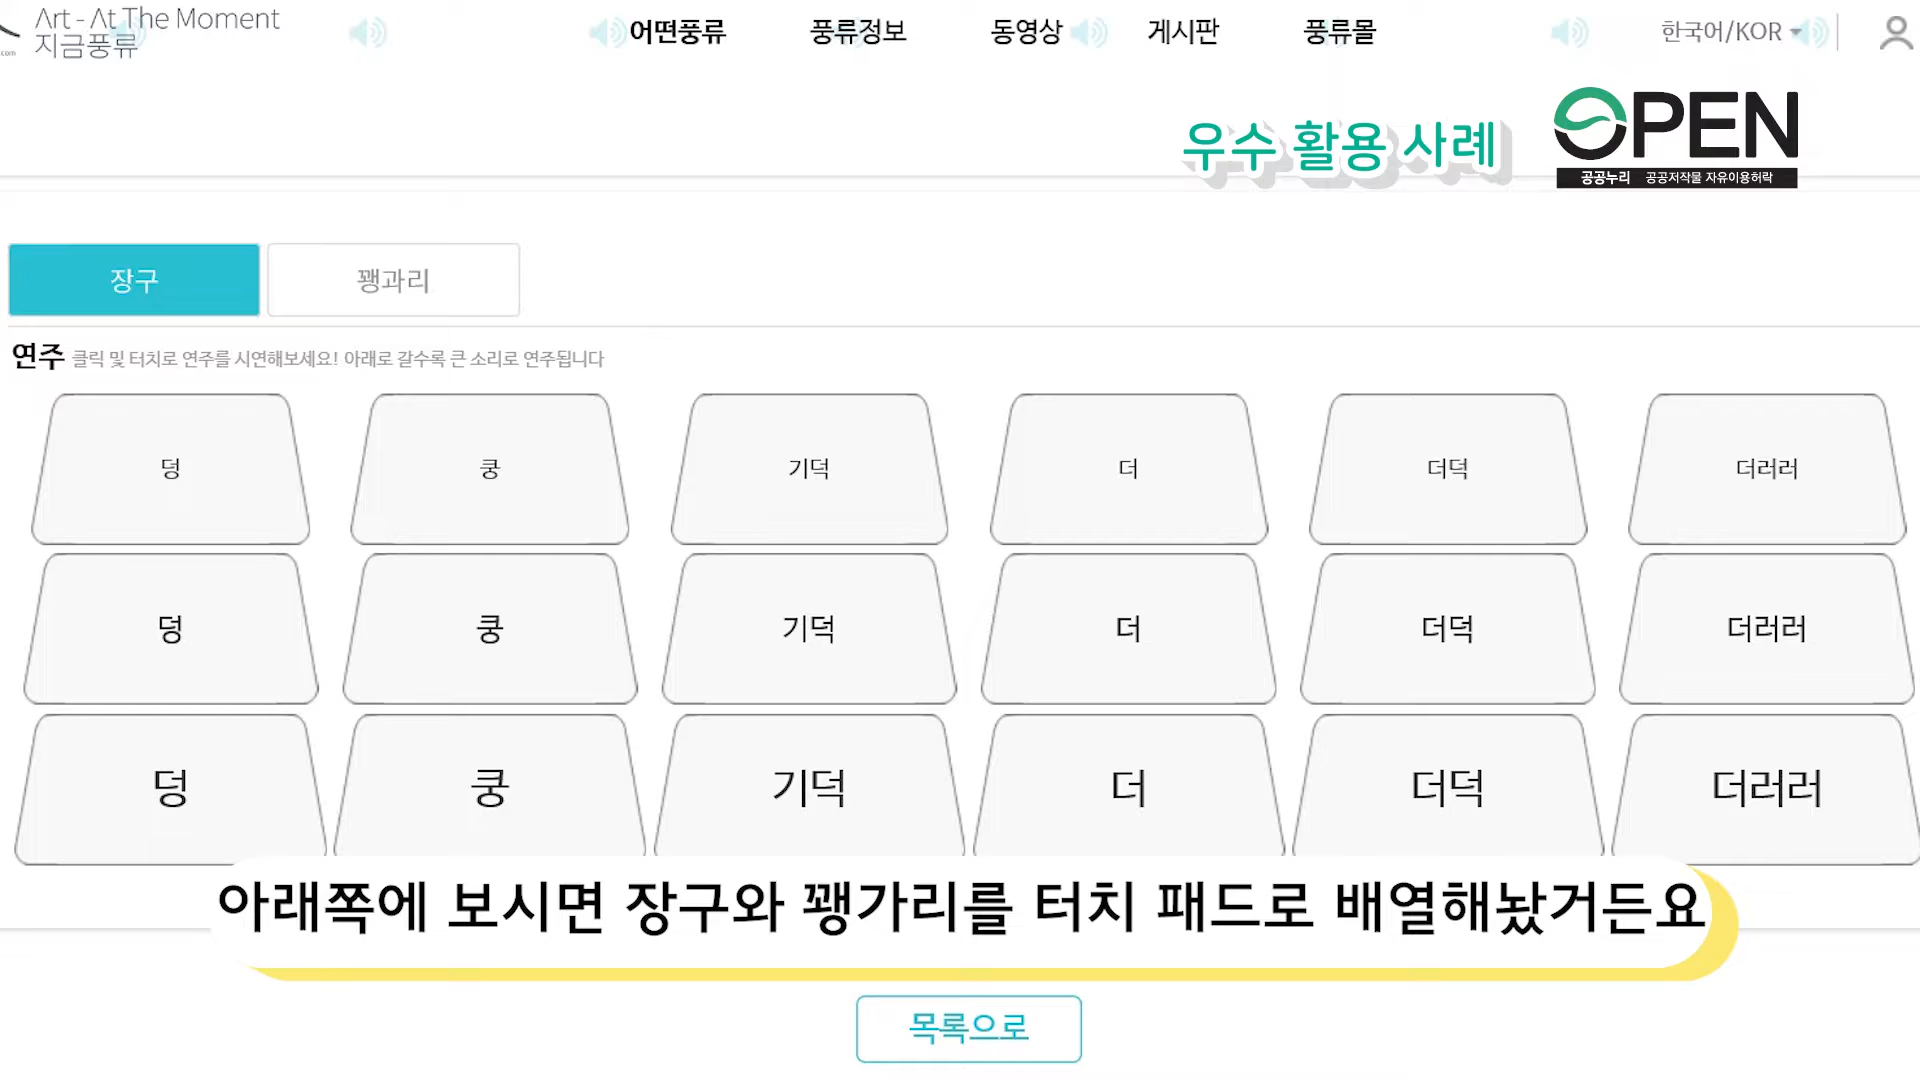 Art - At The Moment
지금풍류
com
어떤풍류 풍류정보 동영상 게시판 풍류몰 한국어/KOR
우수 활용 사례
OPEN
공공누리 공공저작물 자유이용허락
장구 꽹과리
연주 클릭 및 터치로 연주를 시연해보세요! 아래로 갈수록 큰 소리로 연주됩니다
덩 쿵 기덕 더 더덕 더러러
덩 쿵 기덕 더 더덕 더러러
덩 쿵 기덕 더 더덕 더러러
아래쪽에 보시면 장구와 꽹가리를 터치 패드로 배열해놨거든요
목록으로